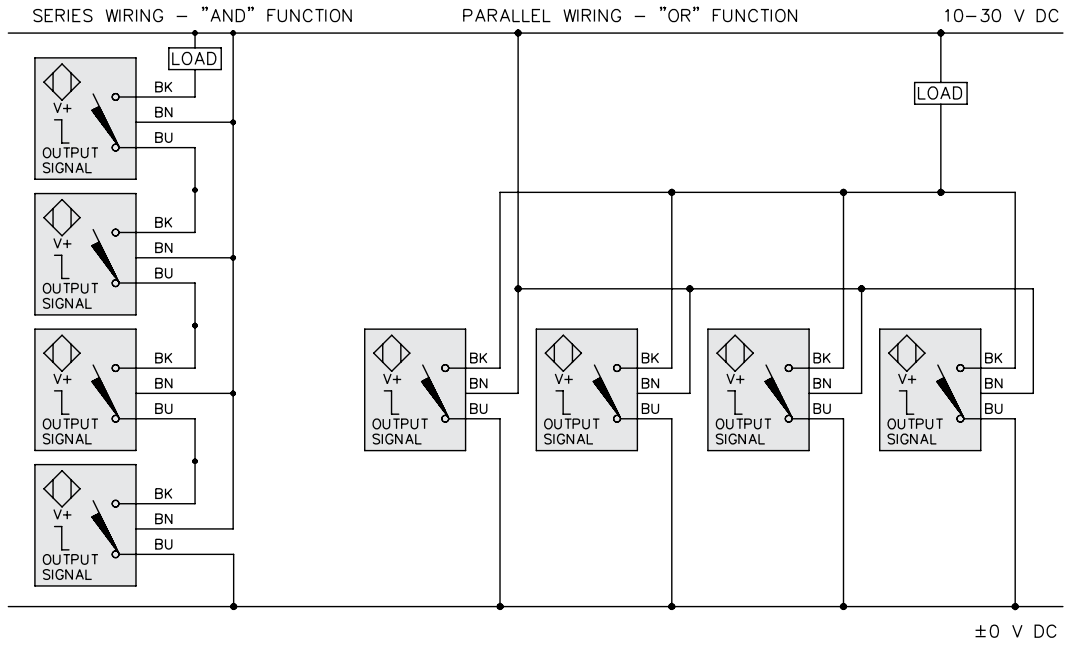 SERIES WIRING – "AND" FUNCTION
PARALLEL WIRING – "OR" FUNCTION
10–30 V DC
LOAD
V+
OUTPUT
SIGNAL
BK
BN
BU
V+
OUTPUT
SIGNAL
BK
BN
BU
V+
OUTPUT
SIGNAL
BK
BN
BU
V+
OUTPUT
SIGNAL
BK
BN
BU
LOAD
V+
OUTPUT
SIGNAL
BK
BN
BU
V+
OUTPUT
SIGNAL
BK
BN
BU
V+
OUTPUT
SIGNAL
BK
BN
BU
V+
OUTPUT
SIGNAL
BK
BN
BU
±0 V DC